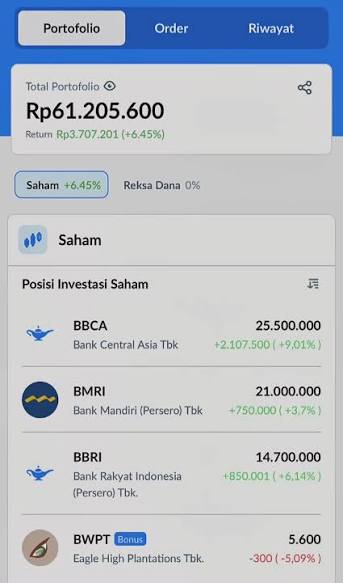 Portofolio Order Riwayat
Total Portofolio
Rp61.205.600
Return Rp3.707.201 (+6.45%)
Saham +6.45% Reksa Dana 0%
Saham
Posisi Investasi Saham
BBCA 25.500.000
Bank Central Asia Tbk +2.107.500 ( +9,01% )
BMRI 21.000.000
Bank Mandiri (Persero) Tbk +750.000 ( +3,7% )
BBRI 14.700.000
Bank Rakyat Indonesia +850.001 ( +6,14% )
(Persero) Tbk.
BWPT Bonus 5.600
Eagle High Plantations Tbk. -300 ( -5,09% )